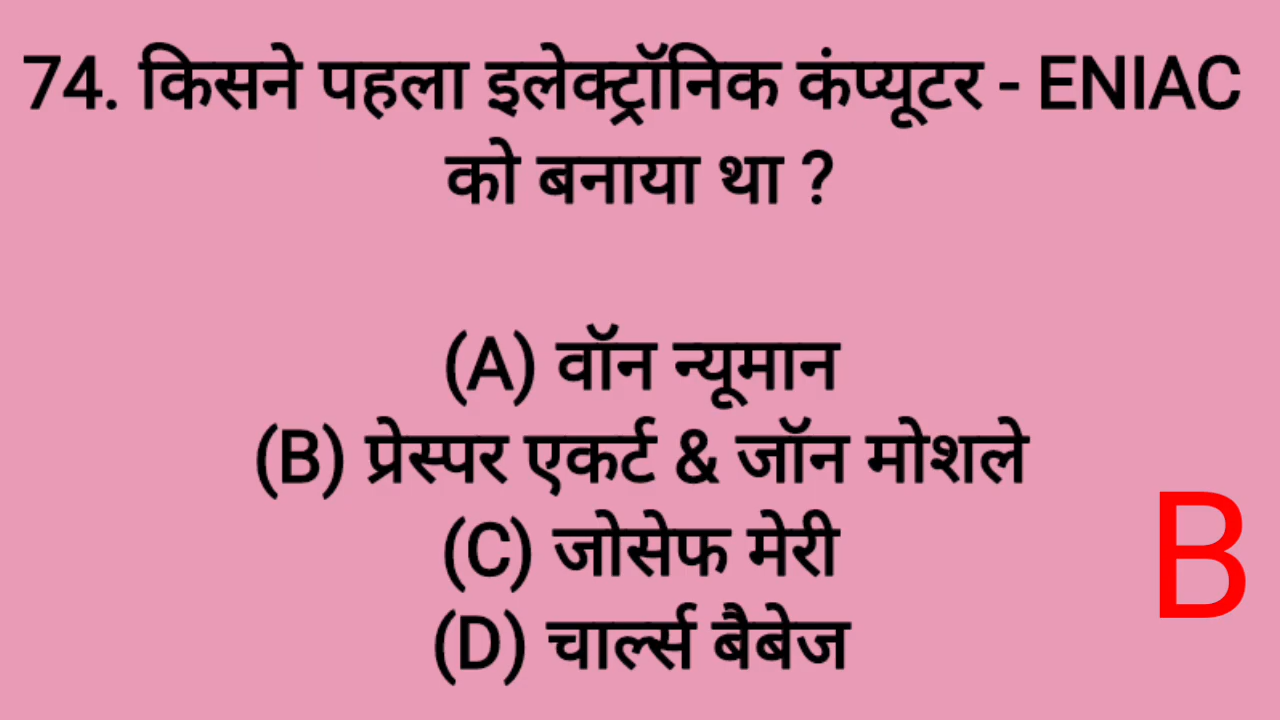 74. किसने पहला इलेक्ट्रॉनिक कंप्यूटर - ENIAC
को बनाया था ?
(A) वॉन न्यूमान
(B) प्रेस्पर एकर्ट & जॉन मोशले
(C) जोसेफ मेरी
(D) चार्ल्स बैबेज
B